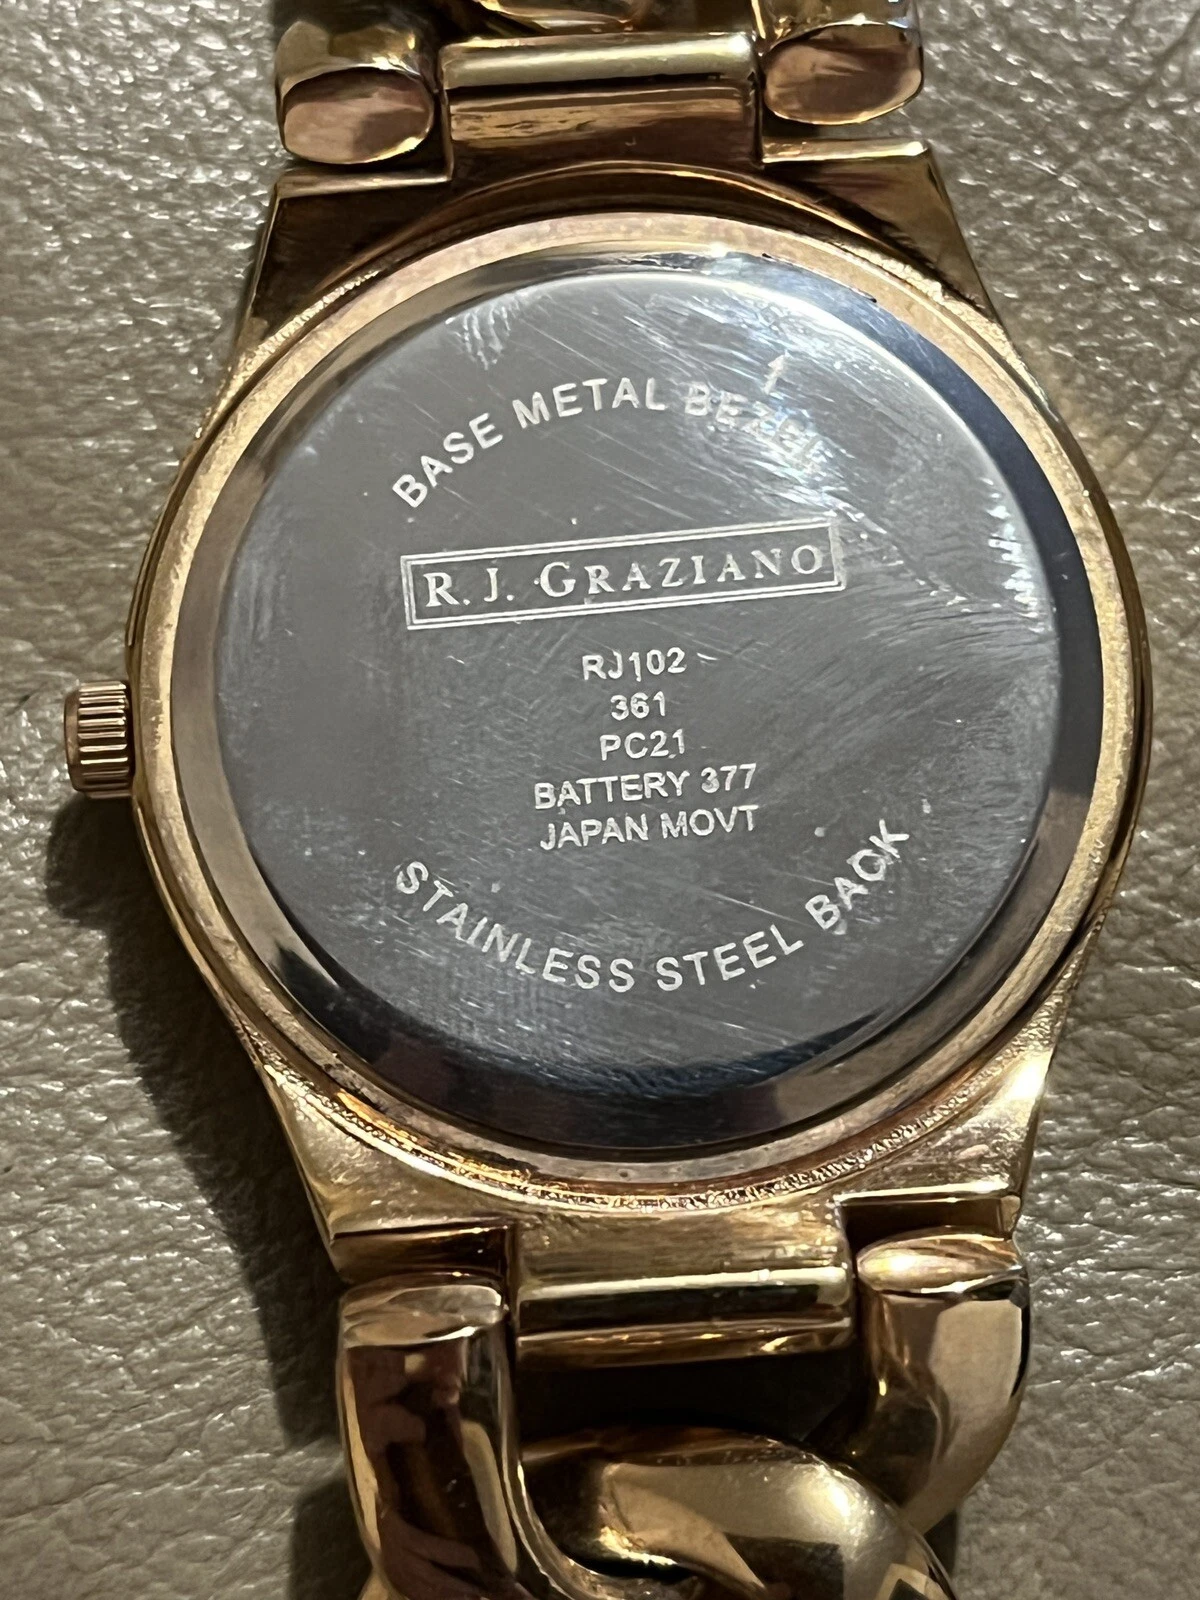 BASE METAL BEZEL
R. J. GRAZIANO
RJ102
361
PC21
BATTERY 377
JAPAN MOVT
STAINLESS STEEL BACK